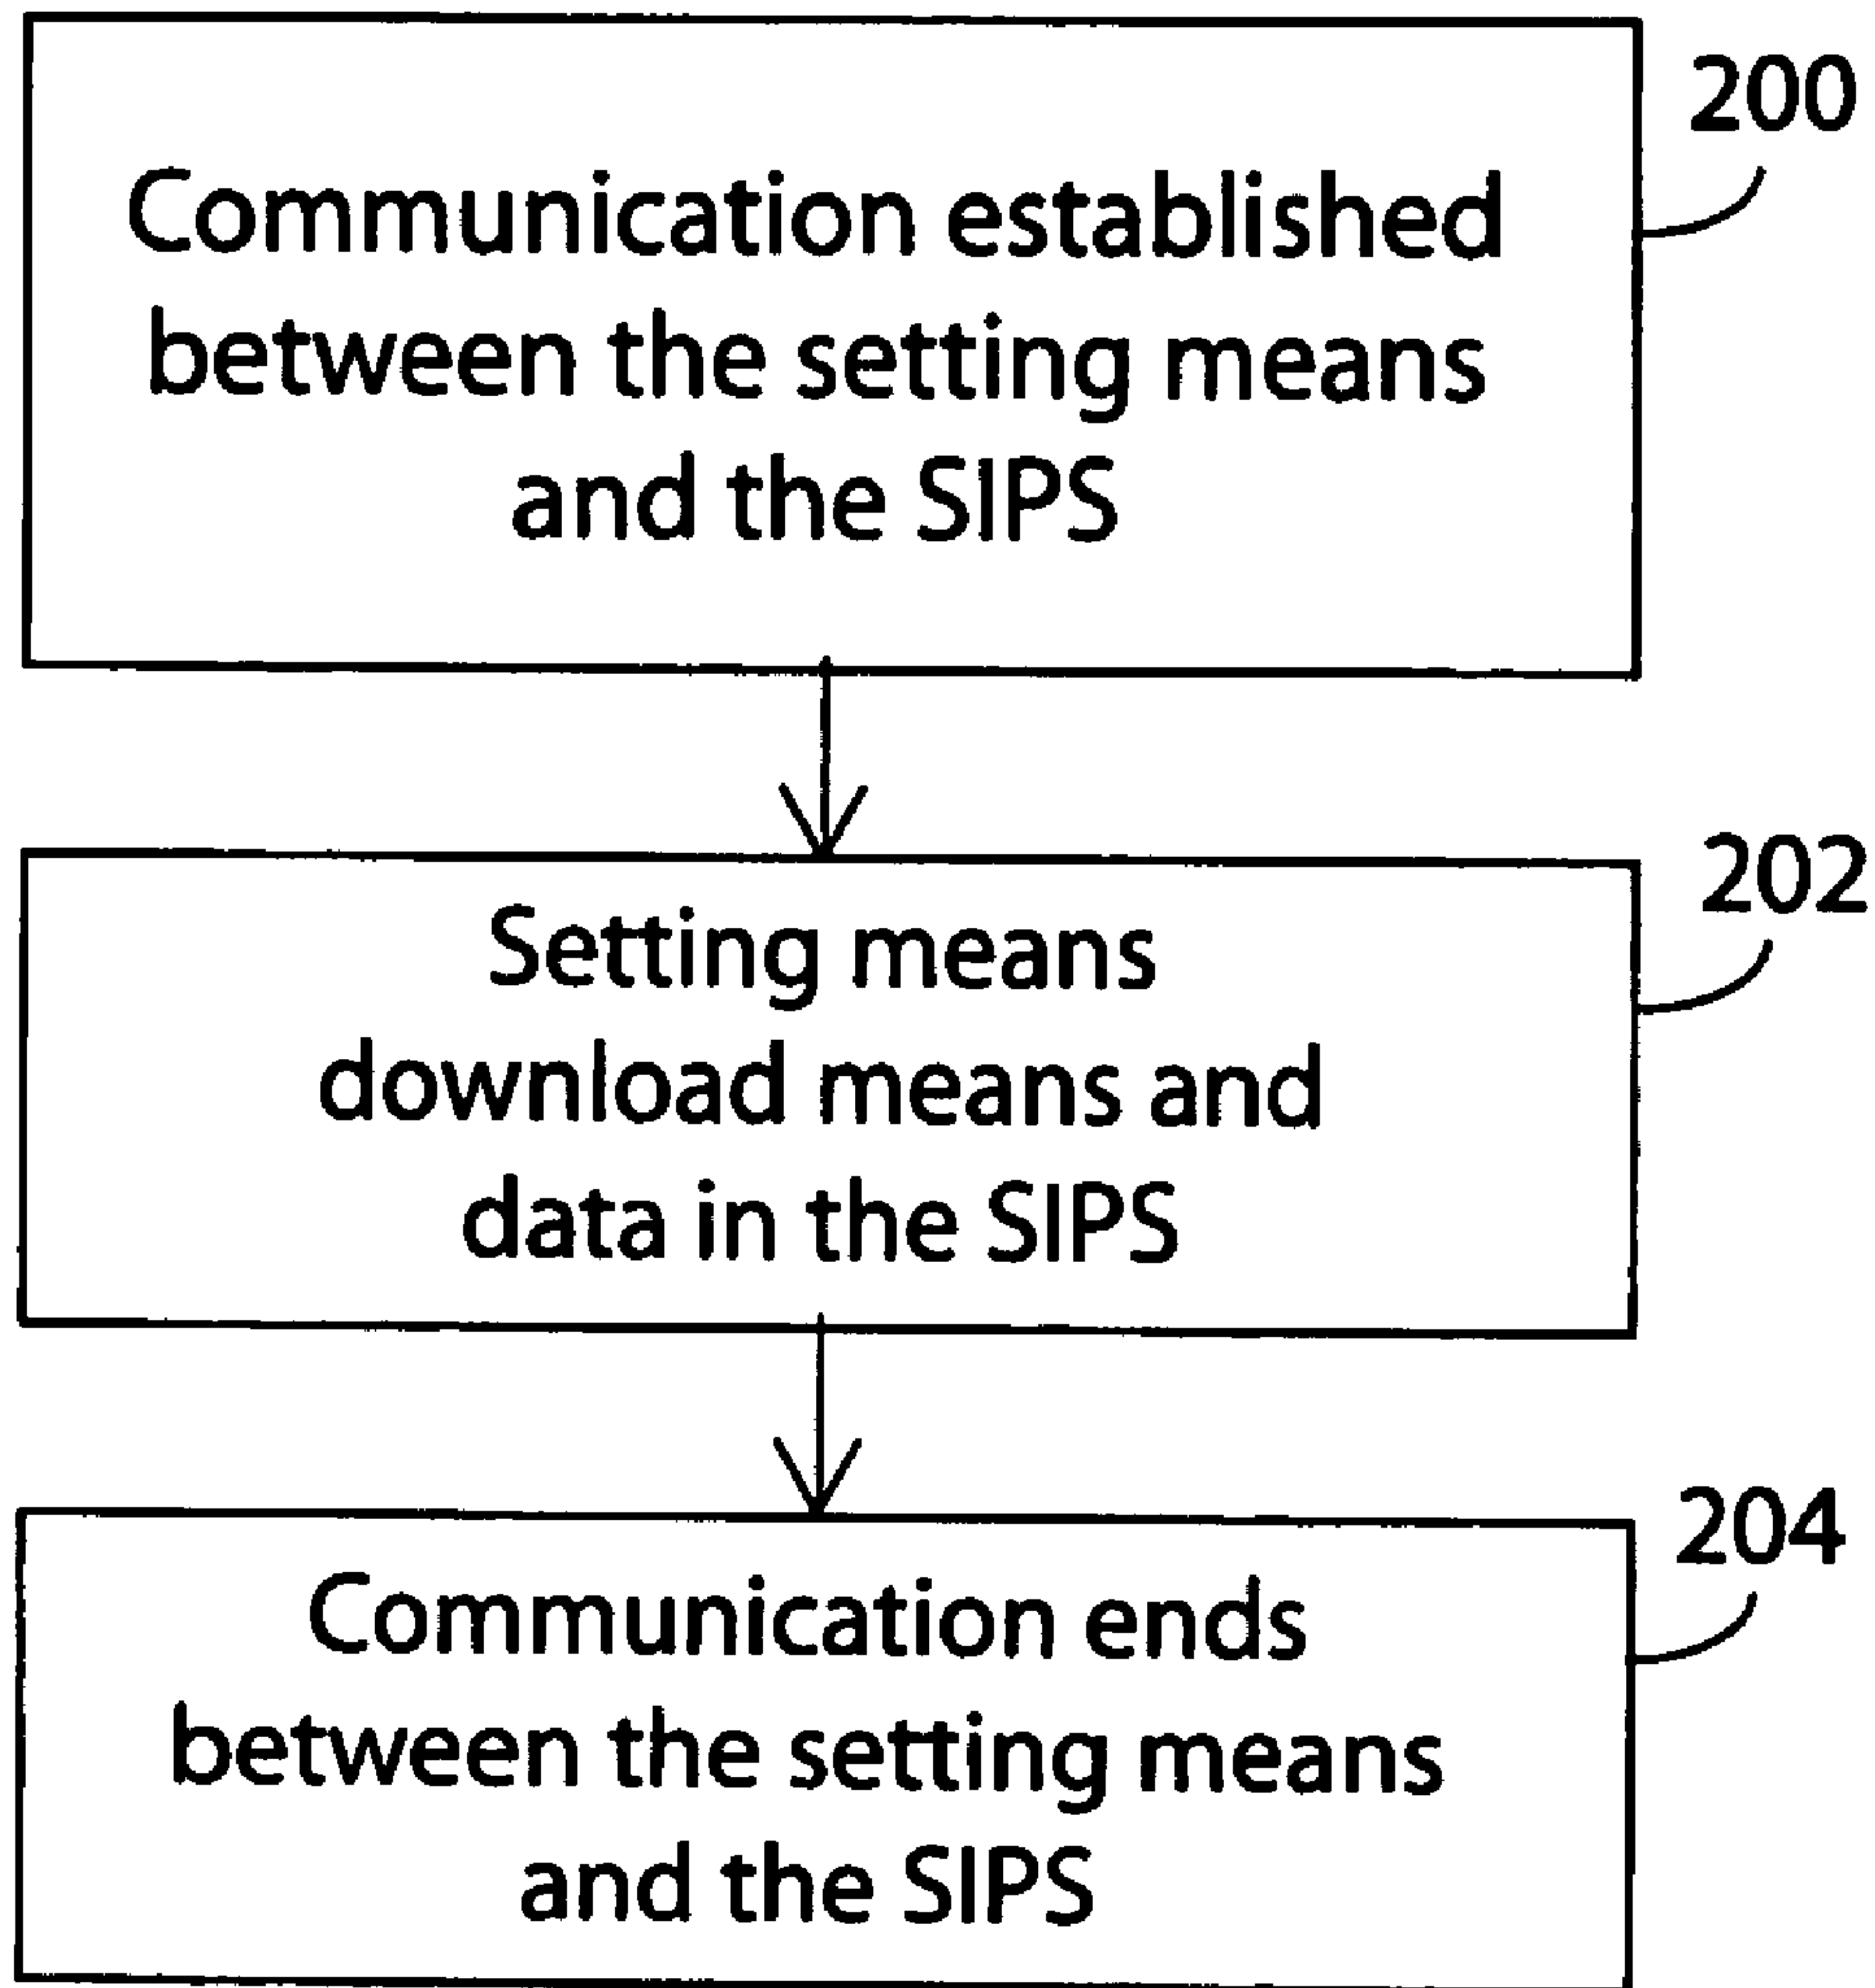 200
Communication established
between the setting means
and the SIPS
202
Setting means
download means and
data in the SIPS
204
Communication ends
between the setting means
and the SIPS